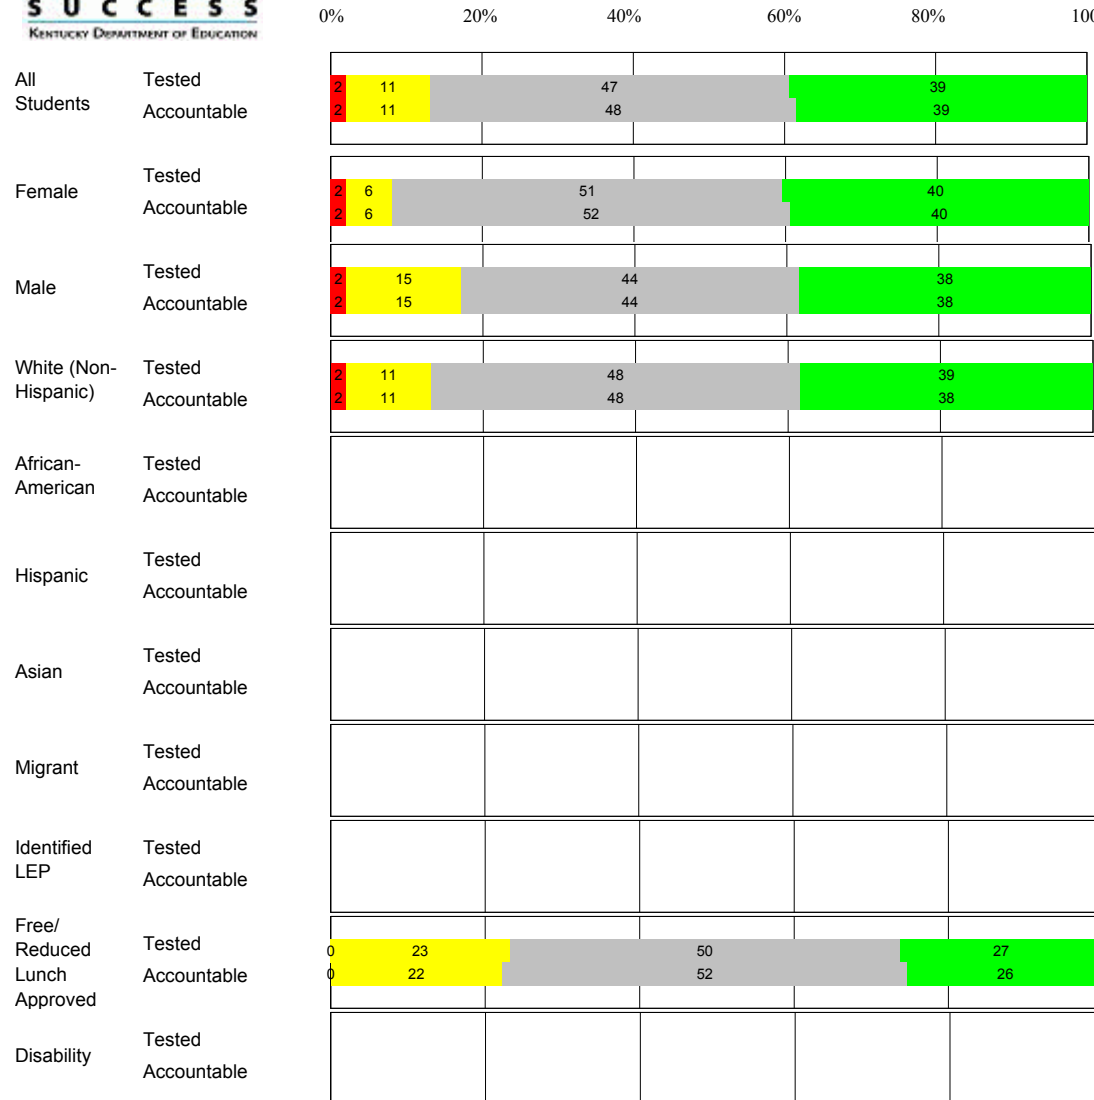 SUCCESS
KENTUCKY DEPARTMENT OF EDUCATION
0% 20% 40% 60% 80% 100
All Students
Tested
Accountable
2 11 47 39
2 11 48 39
Female
Tested
Accountable
2 6 51 40
2 6 52 40
Male
Tested
Accountable
2 15 44 38
2 15 44 38
White (Non-
Hispanic)
Tested
Accountable
2 11 48 39
2 11 48 38
African-
American
Tested
Accountable
Hispanic
Tested
Accountable
Asian
Tested
Accountable
Migrant
Tested
Accountable
Identified
LEP
Tested
Accountable
Free/
Reduced
Lunch
Approved
Tested
Accountable
0 23 50 27
0 22 52 26
Disability
Tested
Accountable